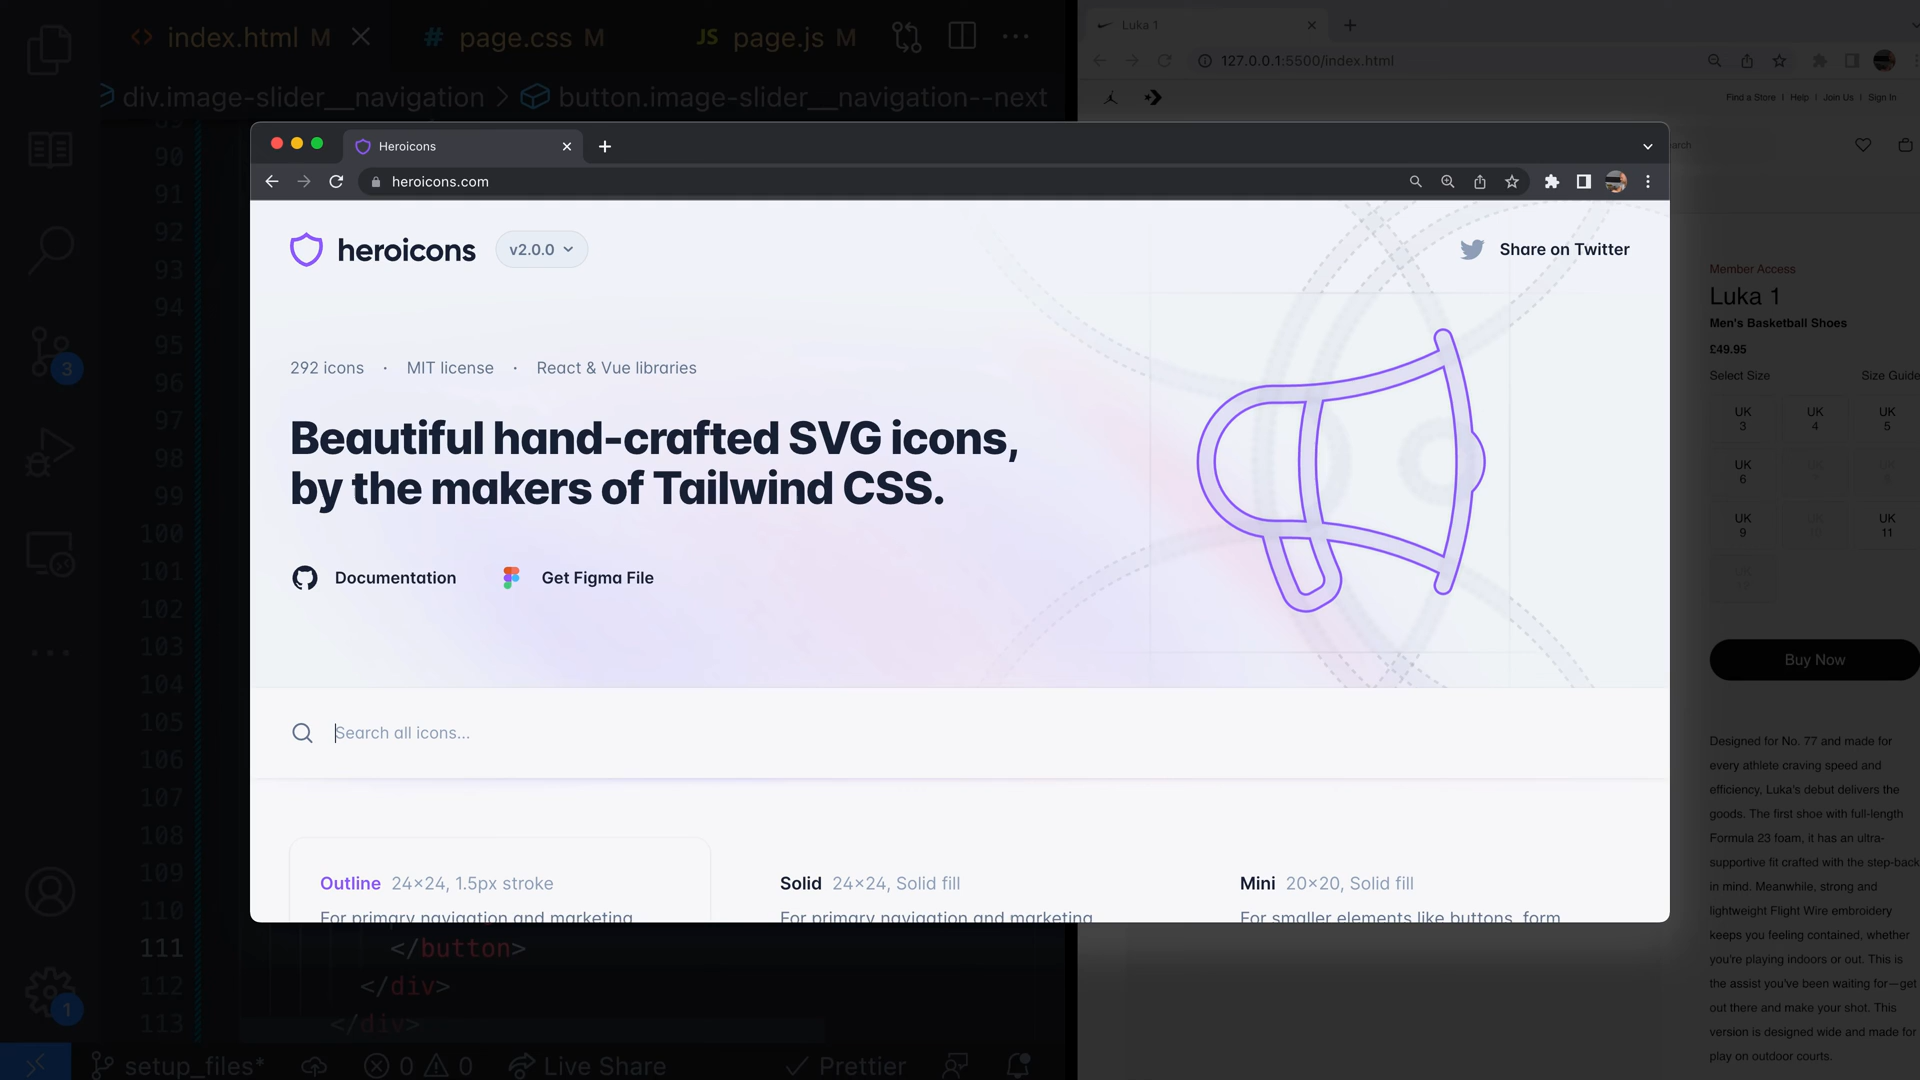 index.html M
page.css M
JS page.js M
div.image-slider__navigation > button.image-slider__navigation--next
Luka 1
127.0.0.1:5500/index.html
Find a Store | Help | Join Us | Sign In
90
91
92
93
94
95
96
97
98
99
100
101
102
103
104
105
106
107
108
109
110
111 </button>
112 </div>
113 </div>
3
1
setup_files*
0 0
Live Share
Prettier
Heroicons
heroicons.com
heroicons
v2.0.0
Share on Twitter
292 icons · MIT license · React & Vue libraries
Beautiful hand-crafted SVG icons,
by the makers of Tailwind CSS.
Documentation
Get Figma File
Search all icons...
Outline 24×24, 1.5px stroke
For primary navigation and marketing
Solid 24×24, Solid fill
For primary navigation and marketing
Mini 20×20, Solid fill
For smaller elements like buttons, form
Member Access
Luka 1
Men's Basketball Shoes
£49.95
Select Size Size Guide
UK 3
UK 4
UK 5
UK 6
UK 9
UK 11
Buy Now
Designed for No. 77 and made for
every athlete craving speed and
efficiency, Luka's debut delivers the
goods. The first shoe with full-length
Formula 23 foam, it has an ultra-
supportive fit crafted with the step-back
in mind. Meanwhile, strong and
lightweight Flight Wire embroidery
keeps you feeling contained, whether
you're playing indoors or out. This is
the assist you've been waiting for—get
out there and make your shot. This
version is designed wide and made for
play on outdoor courts.